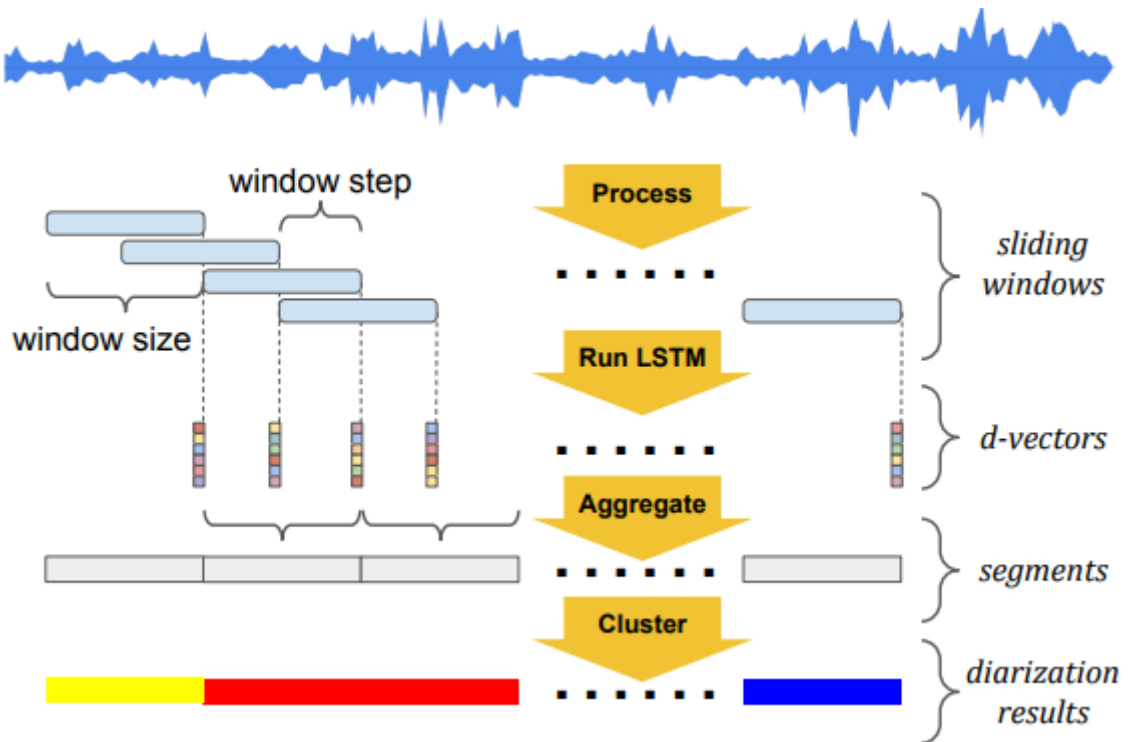 window step
Process
sliding
windows
window size
Run LSTM
d-vectors
Aggregate
segments
Cluster
diarization
results